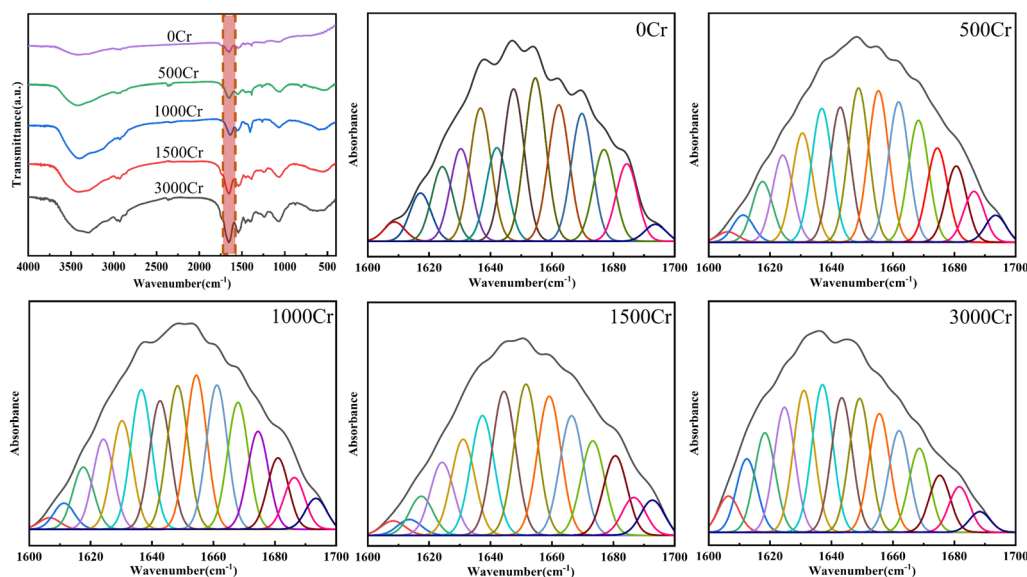 0Cr
500Cr
1000Cr
1500Cr
3000Cr
Transmittance(a.u.)
4000 3500 3000 2500 2000 1500 1000 500
Wavenumber(cm⁻¹)
0Cr
Absorbance
1600 1620 1640 1660 1680 1700
Wavenumber(cm⁻¹)
500Cr
Absorbance
1600 1620 1640 1660 1680 1700
Wavenumber(cm⁻¹)
1000Cr
Absorbance
1600 1620 1640 1660 1680 1700
Wavenumber(cm⁻¹)
1500Cr
Absorbance
1600 1620 1640 1660 1680 1700
Wavenumber(cm⁻¹)
3000Cr
Absorbance
1600 1620 1640 1660 1680 1700
Wavenumber(cm⁻¹)